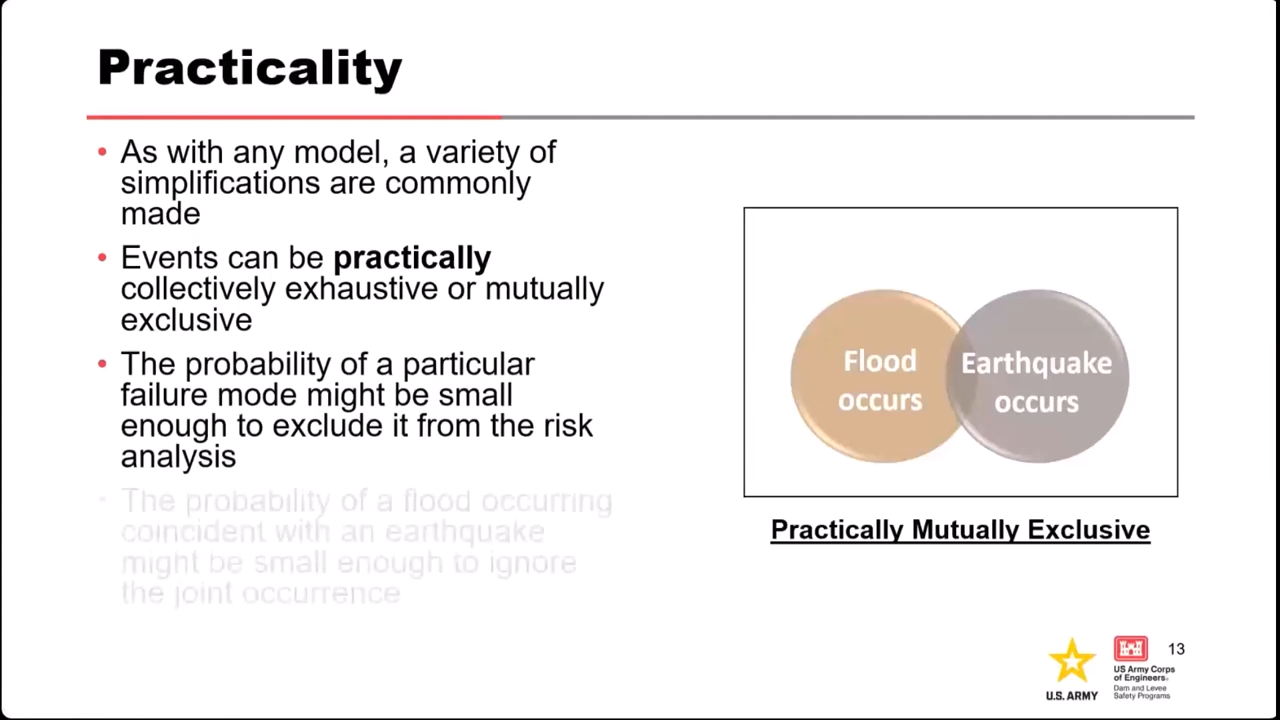 Practicality
• As with any model, a variety of
simplifications are commonly
made
• Events can be practically
collectively exhaustive or mutually
exclusive
• The probability of a particular
failure mode might be small
enough to exclude it from the risk
analysis
• The probability of a flood occurring
coincident with an earthquake
might be small enough to ignore
the joint occurrence
Flood
occurs
Earthquake
occurs
Practically Mutually Exclusive
U.S. ARMY
US Army Corps
of Engineers®
Dam and Levee
Safety Programs
13